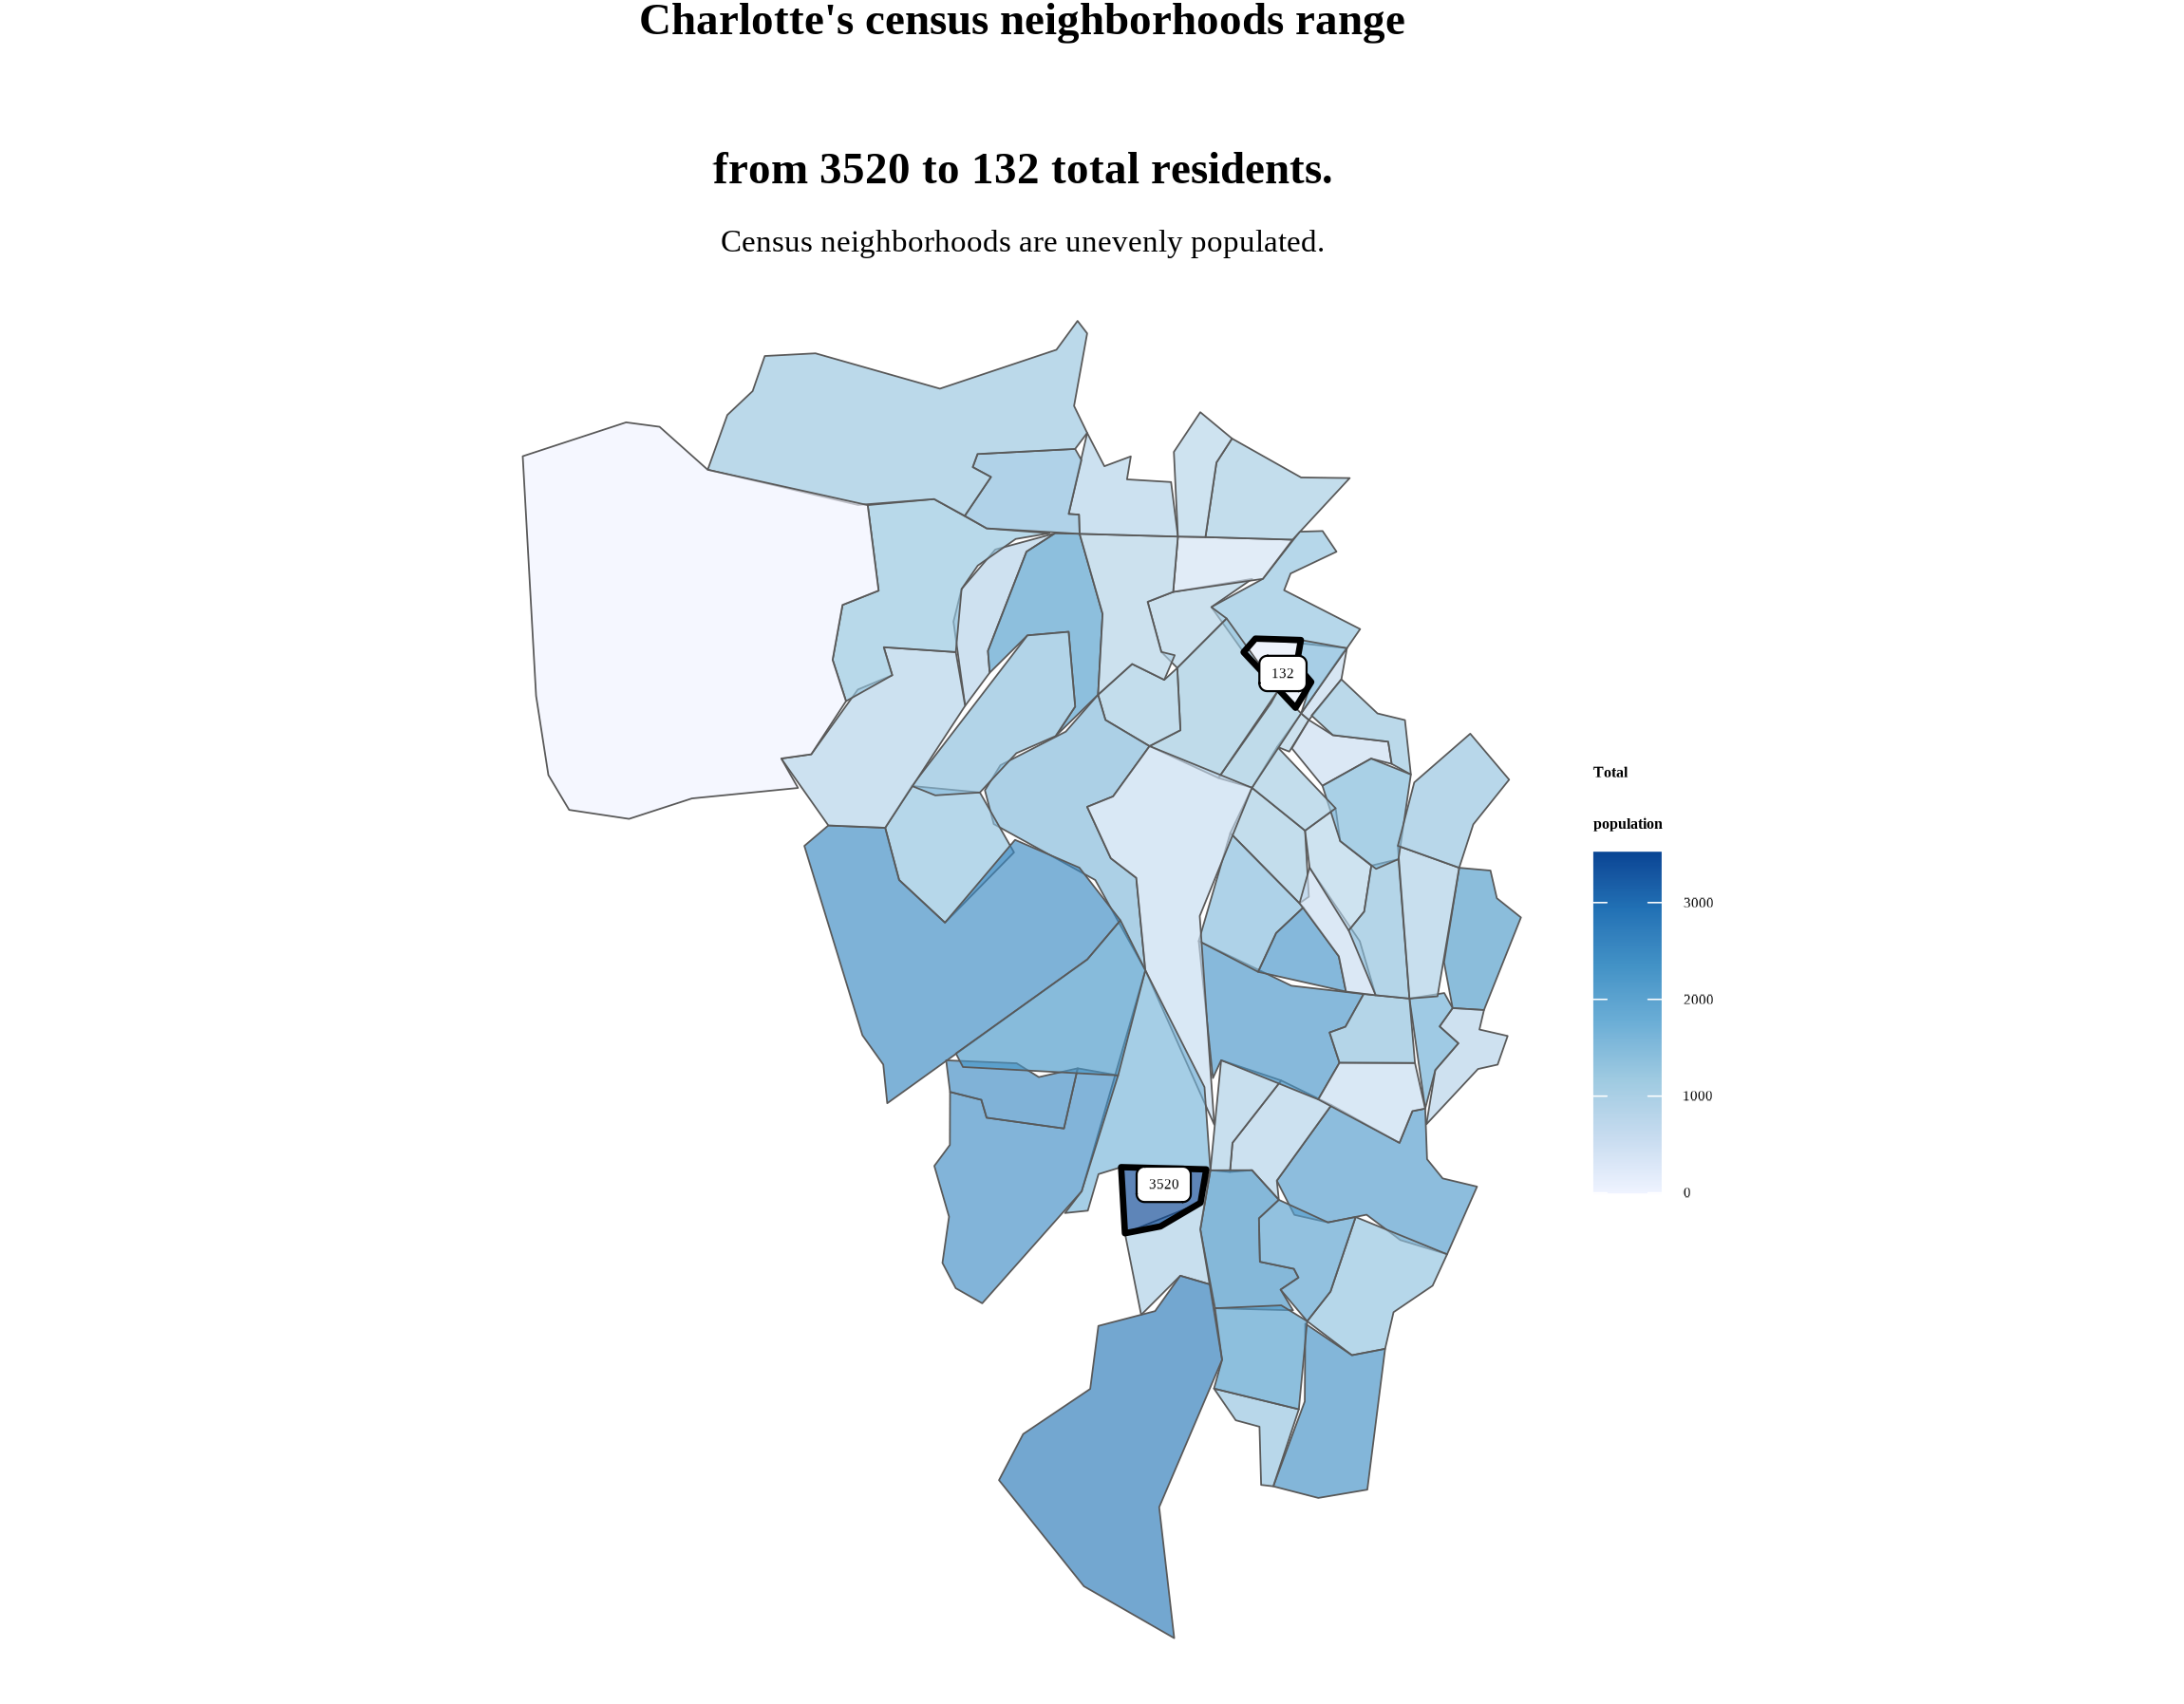 Charlotte's census neighborhoods range
from 3520 to 132 total residents.
Census neighborhoods are unevenly populated.
132
Total
population
3000
2000
1000
0
3520